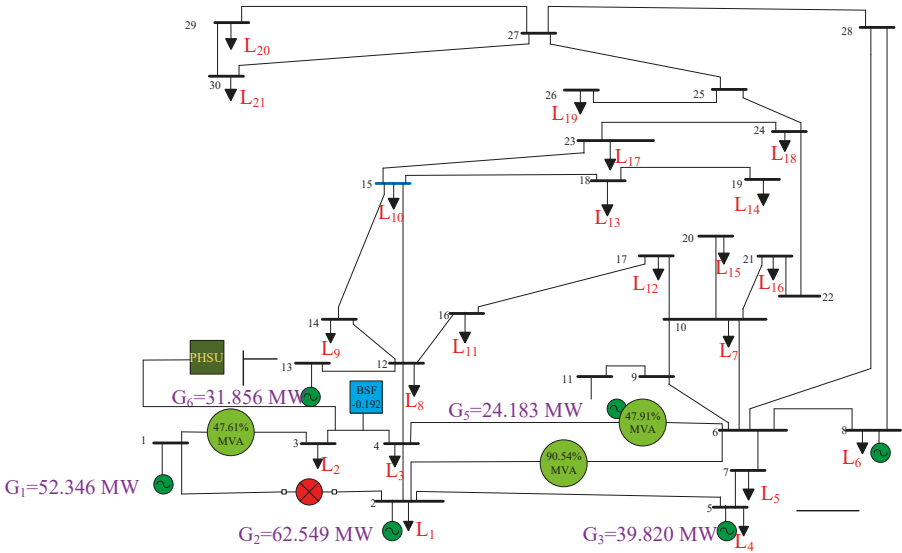 29
L20
27
28
30
L21
26
L19
25
23
L17
24
L18
15
L10
18
L13
19
L14
20
L15
17
L12
21
L16
22
14
L9
16
L11
10
L7
PHSU
13
12
11
9
G6=31.856 MW
BSF
-0.192
L8
G5=24.183 MW
47.61%
MVA
47.91%
MVA
1
3
L2
4
L3
6
8
L6
90.54%
MVA
7
L5
G1=52.346 MW
2
L1
5
L4
G2=62.549 MW
G3=39.820 MW